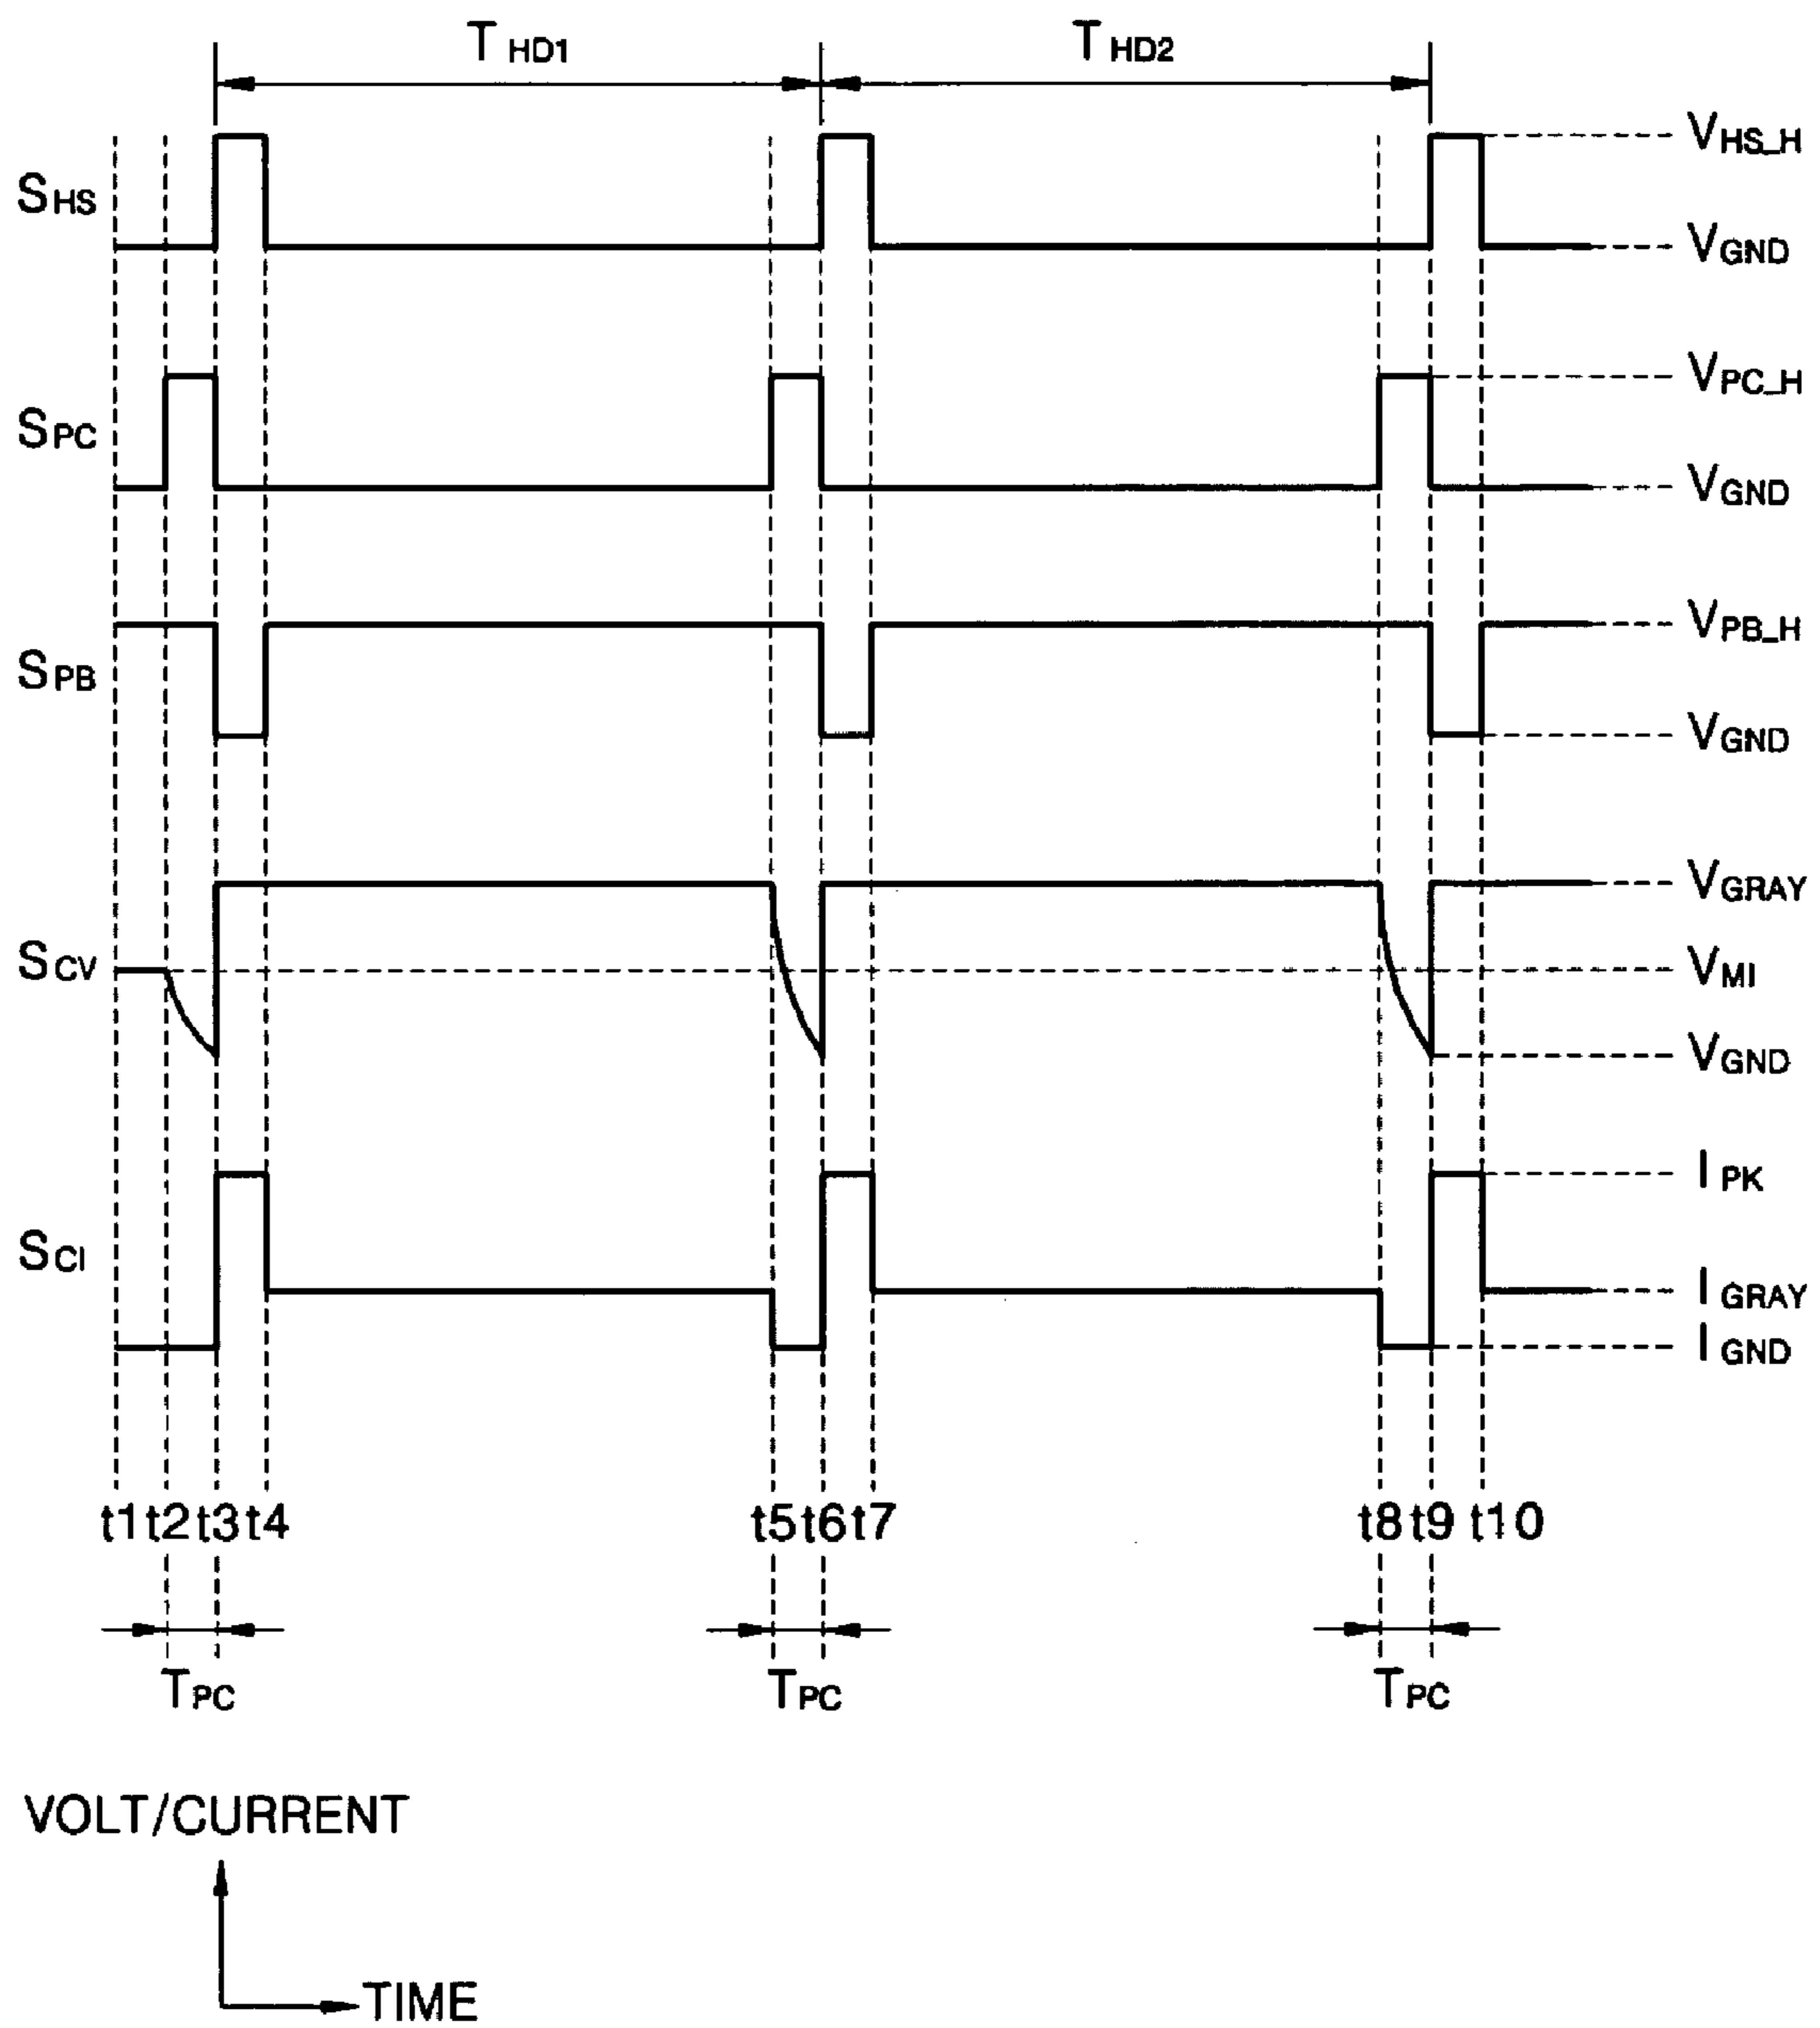 T HD1 T HD2
VHS_H
SHS
VGND
VPC_H
SPC
VGND
VPB_H
SPB
VGND
VGRAY
SCV
VMI
VGND
I PK
SCI
I GRAY
I GND
t1 t2 t3 t4 t5 t6 t7 t8 t9 t10
TPC TPC TPC
VOLT/CURRENT
TIME